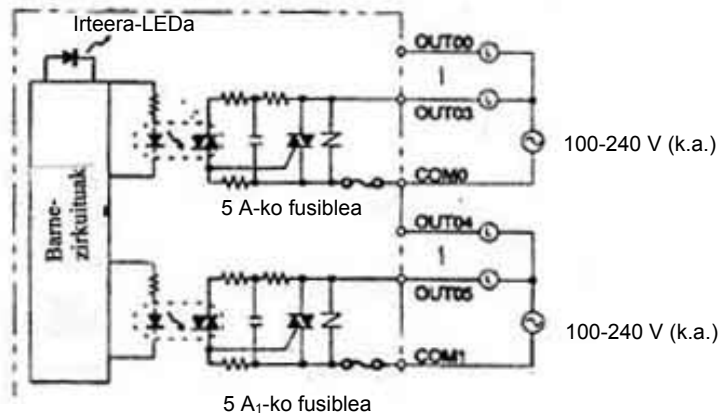 Irteera-LEDa
OUT00
L
OUT03
L
100-240 V (k.a.)
COM0
5 A-ko fusiblea
Barne-
zirkuituak
OUT04
L
OUT05
L
100-240 V (k.a.)
COM1
5 A₁-ko fusiblea